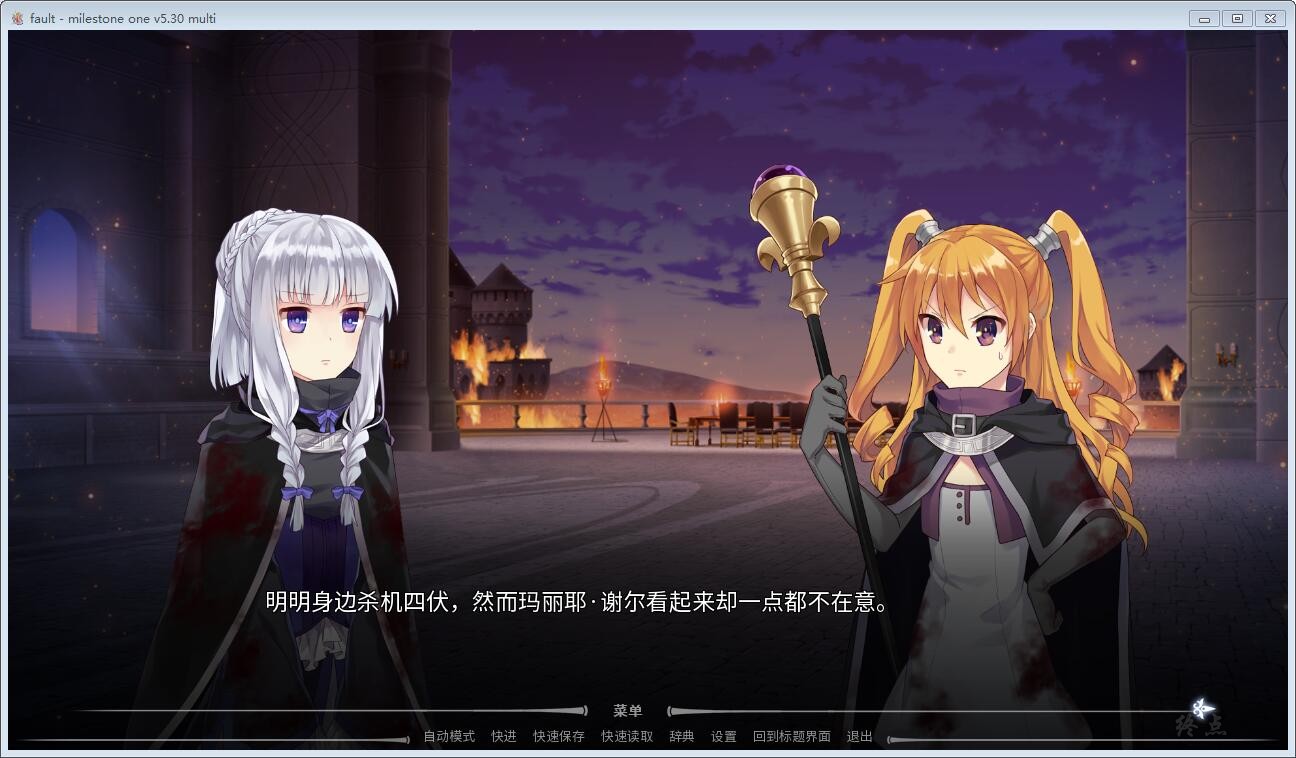 fault - milestone one v5.30 multi
明明身边杀机四伏，然而玛丽耶·谢尔看起来却一点都不在意。
菜单
终点
自动模式 快进 快速保存 快速读取 辞典 设置 回到标题界面 退出